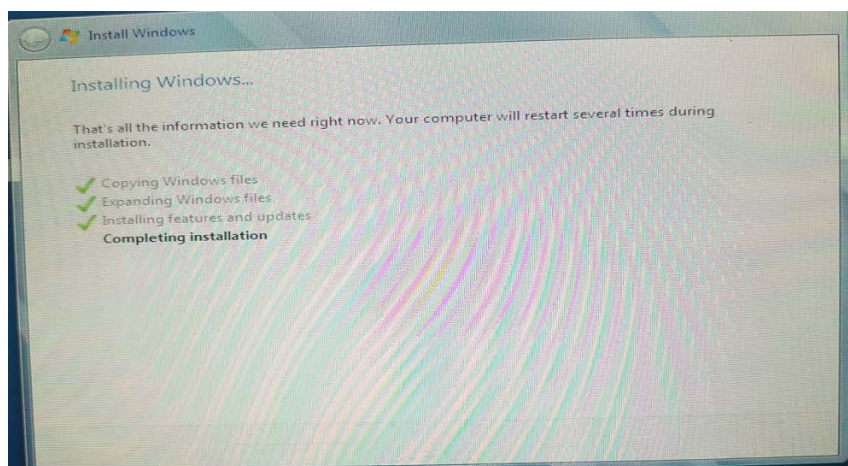 Install Windows
Installing Windows...
That's all the information we need right now. Your computer will restart several times during
installation.
Copying Windows files
Expanding Windows files
Installing features and updates
Completing installation